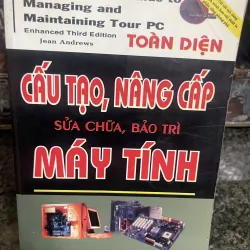 to
Managing and
Maintaining Tour PC
Enhanced Third Edition
Jean Andrews
TOÀN DIỆN
CẤU TẠO, NÂNG CẤP
SỬA CHỮA, BẢO TRÌ
MÁY TÍNH